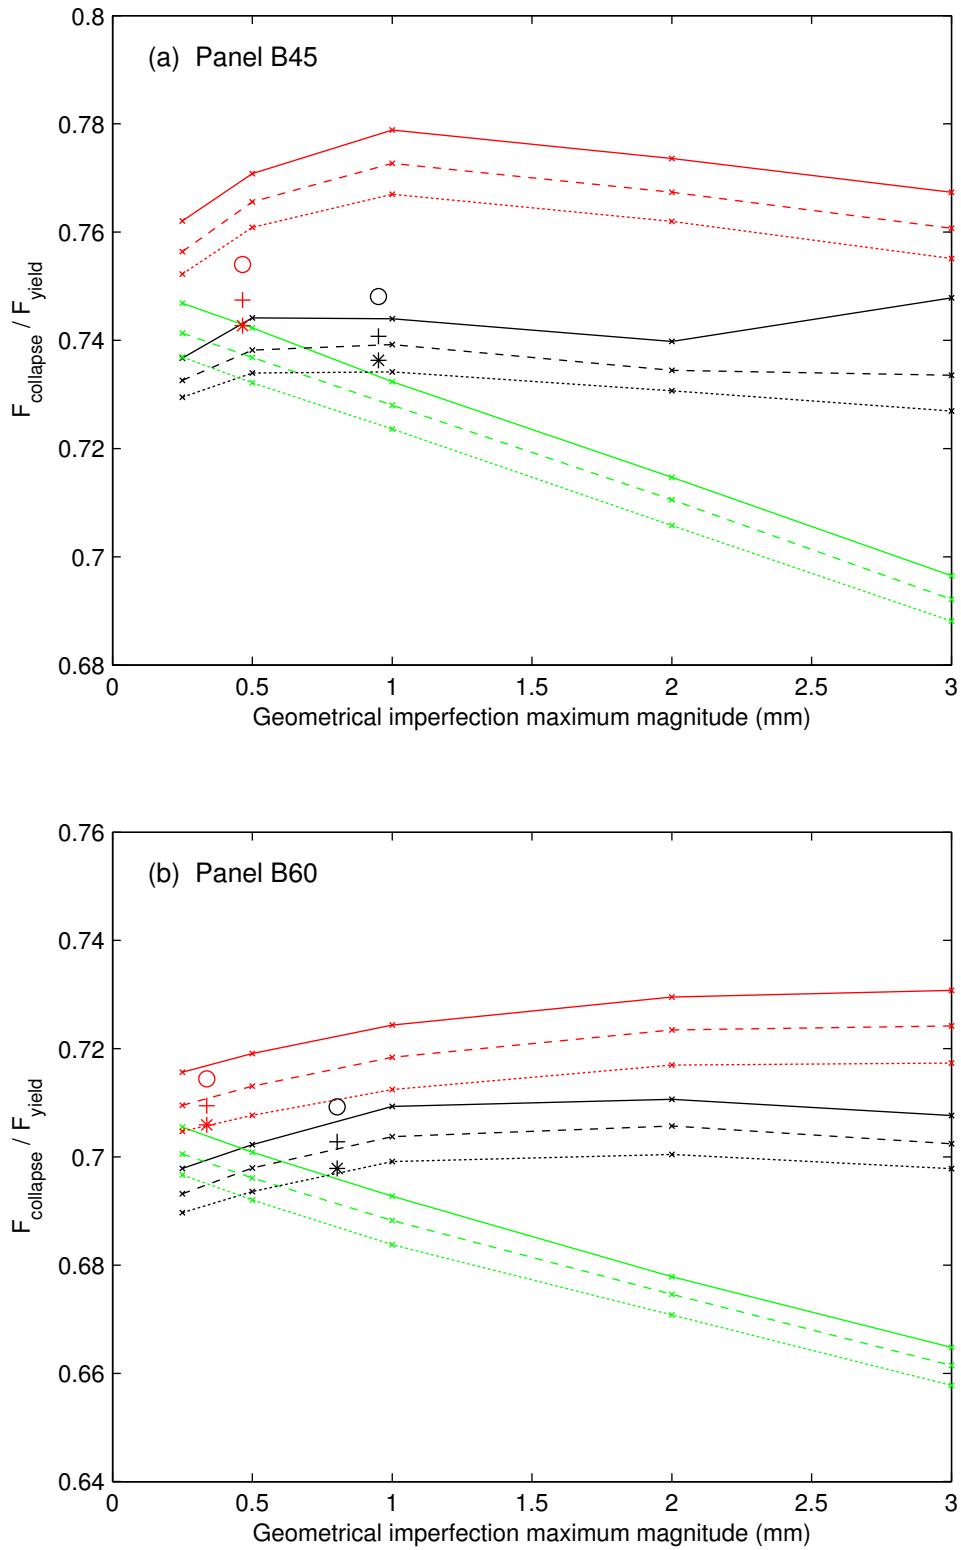 0.8
(a) Panel B45
0.78
0.76
0.74
0.72
0.7
0.68
F_collapse / F_yield
0 0.5 1 1.5 2 2.5 3
Geometrical imperfection maximum magnitude (mm)
0.76
(b) Panel B60
0.74
0.72
0.7
0.68
0.66
0.64
F_collapse / F_yield
0 0.5 1 1.5 2 2.5 3
Geometrical imperfection maximum magnitude (mm)